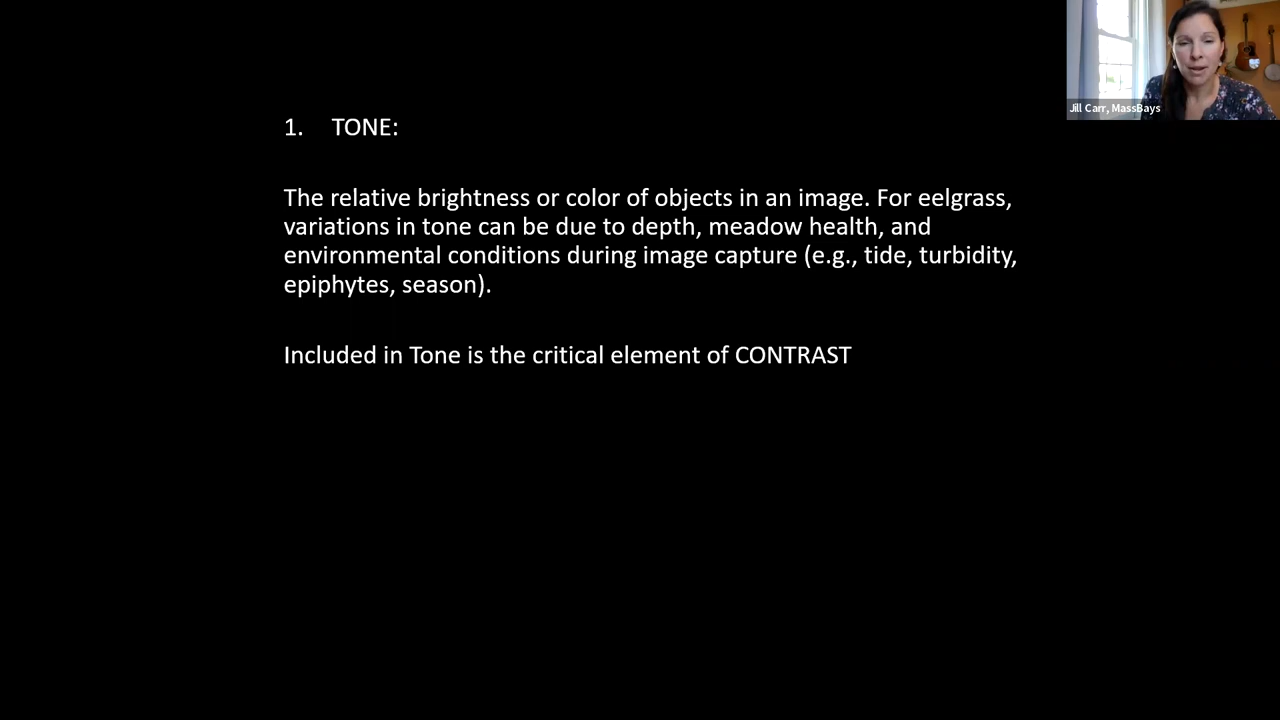 Jill Carr, MassBays
1. TONE:
The relative brightness or color of objects in an image. For eelgrass,
variations in tone can be due to depth, meadow health, and
environmental conditions during image capture (e.g., tide, turbidity,
epiphytes, season).
Included in Tone is the critical element of CONTRAST